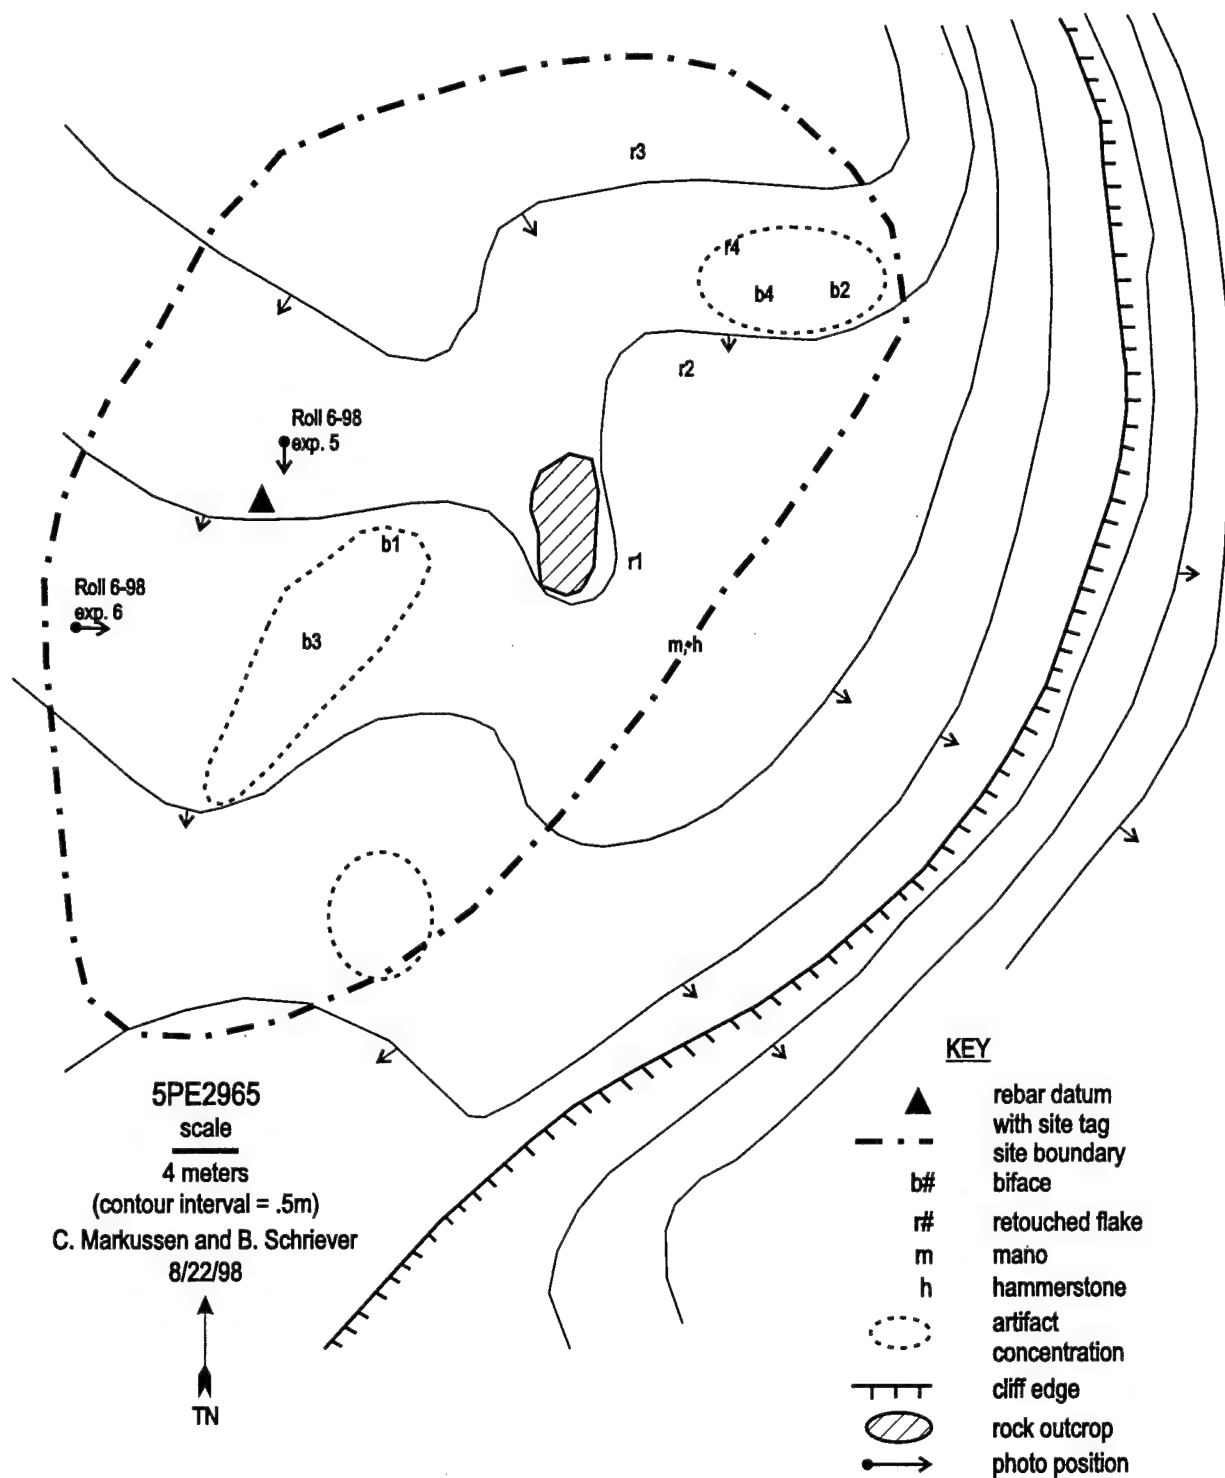 r3
r4
b4
b2
r2
Roll 6-98
exp. 5
b1
r1
Roll 6-98
exp. 6
b3
m, h
5PE2965
scale
4 meters
(contour interval = .5m)
C. Markussen and B. Schriever
8/22/98
TN
KEY
rebar datum
with site tag
site boundary
b# biface
r# retouched flake
m mano
h hammerstone
artifact
concentration
cliff edge
rock outcrop
photo position